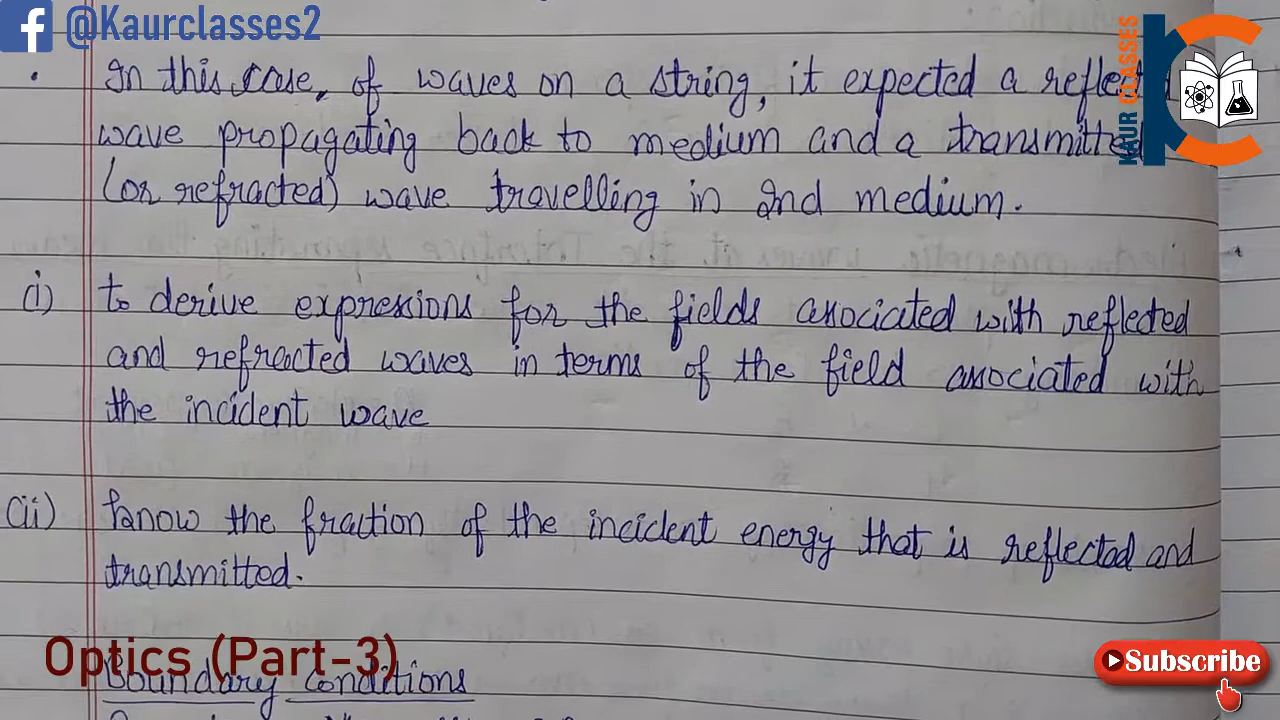 @Kaurclasses2
KAUR CLASSES
In this case, of waves on a string, it expected a reflected
wave propagating back to medium and a transmitted
(or refracted) wave travelling in 2nd medium.
(i) to derive expressions for the fields associated with reflected
and refracted waves in terms of the field associated with
the incident wave
(ii) know the fraction of the incident energy that is reflected and
transmitted.
Optics (Part-3)
Boundary conditions
Subscribe